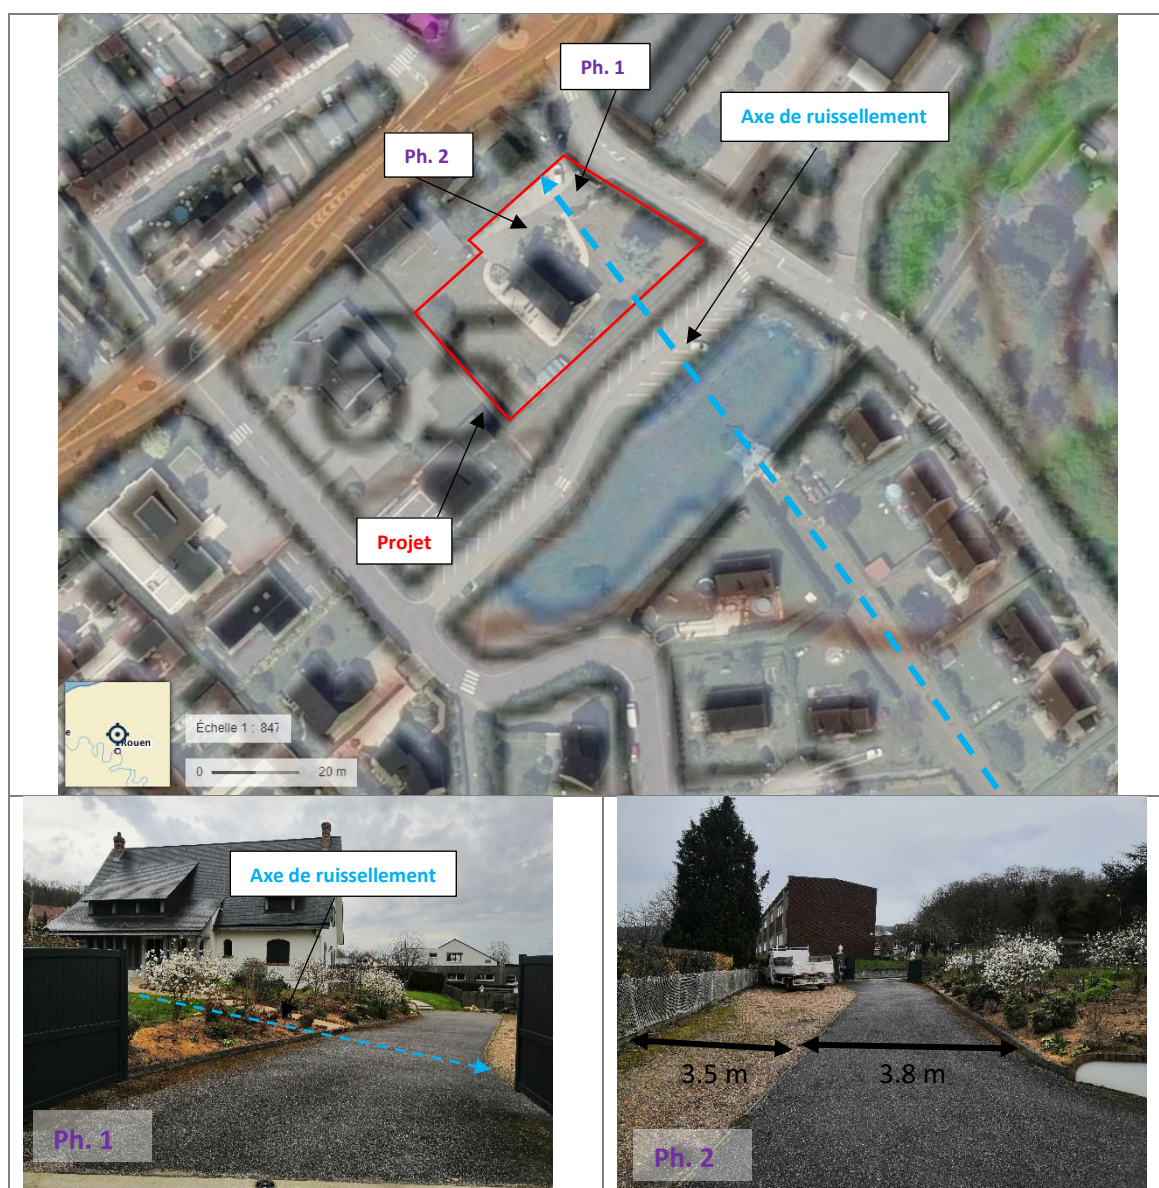 Ph. 1
Axe de ruissellement
Ph. 2
Projet
Rouen
e
Échelle 1 : 847
0 20 m
Axe de ruissellement
Ph. 1
3.5 m 3.8 m
Ph. 2